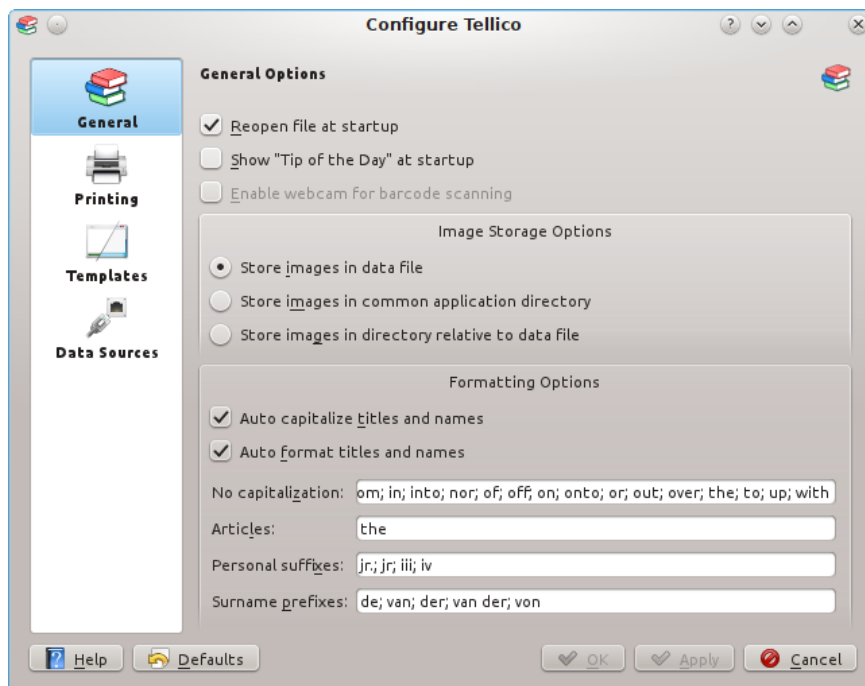 Configure Tellico
General
Printing
Templates
Data Sources
General Options
Reopen file at startup
Show "Tip of the Day" at startup
Enable webcam for barcode scanning
Image Storage Options
Store images in data file
Store images in common application directory
Store images in directory relative to data file
Formatting Options
Auto capitalize titles and names
Auto format titles and names
No capitalization: om; in; into; nor; of; off; on; onto; or; out; over; the; to; up; with
Articles: the
Personal suffixes: jr.; jr; iii; iv
Surname prefixes: de; van; der; van der; von
Help Defaults OK Apply Cancel